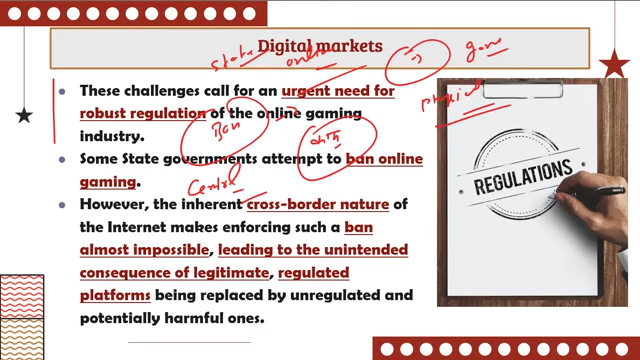 Digital markets
state
online
game
physical
These challenges call for an urgent need for
robust regulation of the online gaming
industry.
Ban
Some State governments attempt to ban online
gaming.
Central
However, the inherent cross-border nature of
the Internet makes enforcing such a ban
almost impossible, leading to the unintended
consequence of legitimate, regulated
platforms being replaced by unregulated and
potentially harmful ones.
REGULATIONS